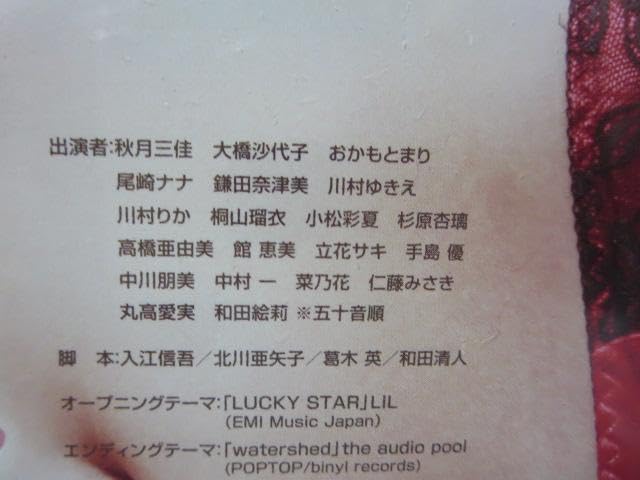 出演者:秋月三佳 大橋沙代子 おかもとまり
尾崎ナナ 鎌田奈津美 川村ゆきえ
川村りか 桐山瑠衣 小松彩夏 杉原杏璃
高橋亜由美 館 恵美 立花サキ 手島 優
中川朋美 中村 一 菜乃花 仁藤みさき
丸高愛実 和田絵莉 ※五十音順
脚 本:入江信吾/北川亜矢子/葛木 英/和田清人
オープニングテーマ:「LUCKY STAR」LIL
(EMI Music Japan)
エンディングテーマ:「watershed」the audio pool
(POPTOP/binyl records)